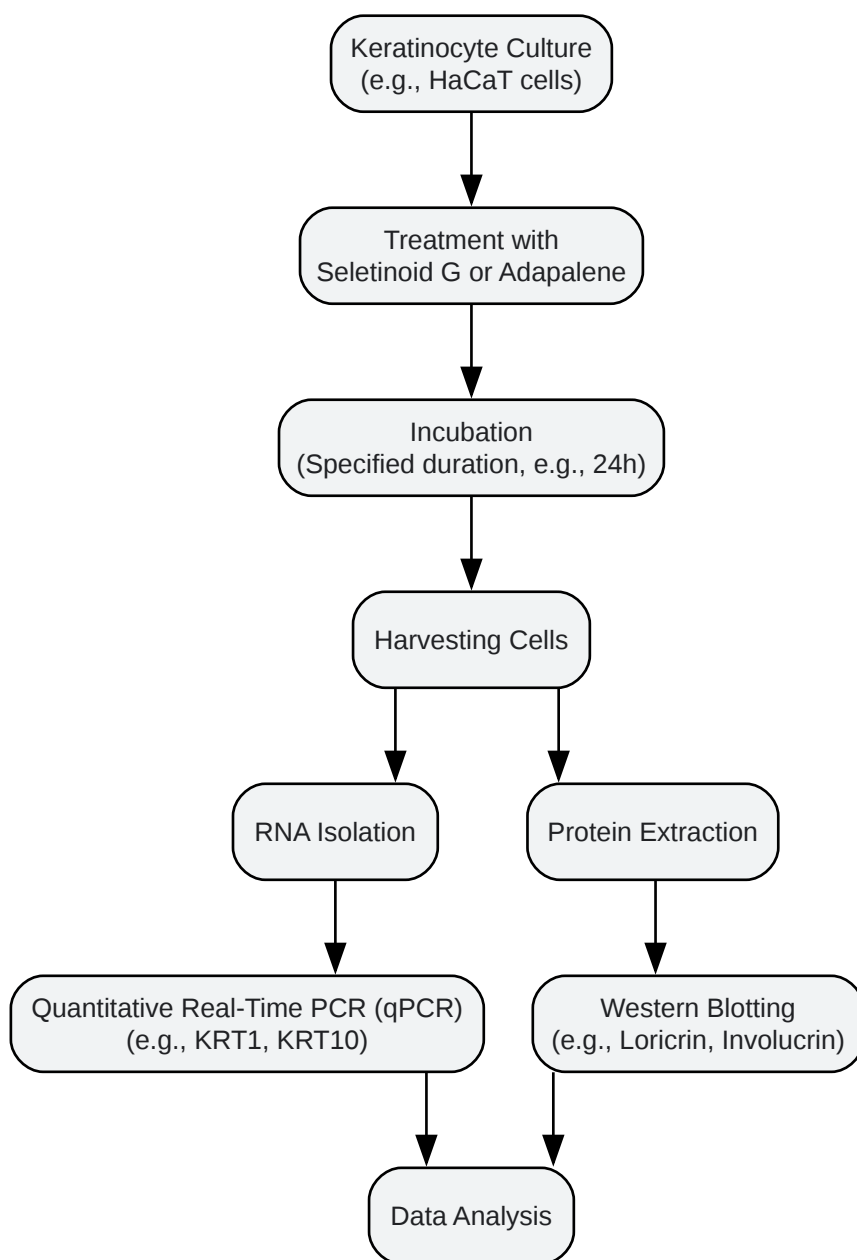 Keratinocyte Culture
(e.g., HaCaT cells)
Treatment with
Seletinoid G or Adapalene
Incubation
(Specified duration, e.g., 24h)
Harvesting Cells
RNA Isolation
Protein Extraction
Quantitative Real-Time PCR (qPCR)
(e.g., KRT1, KRT10)
Western Blotting
(e.g., Loricrin, Involucrin)
Data Analysis